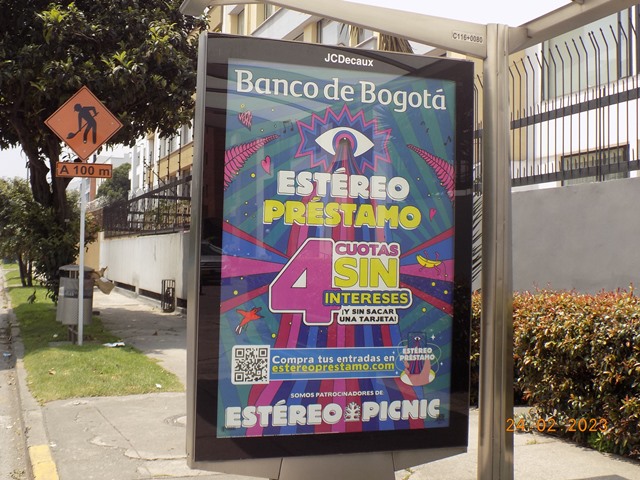 C116+0080
JCDecaux
Banco de Bogotá
A 100 m
ESTÉREO
PRÉSTAMO
4 CUOTAS
SIN
INTERESES
¡Y SIN SACAR
UNA TARJETA!
Compra tus entradas en
estereoprestamo.com
ESTÉREO
PRÉSTAMO
SOMOS PATROCINADORES DE
ESTÉREO PICNIC
24.02.2023